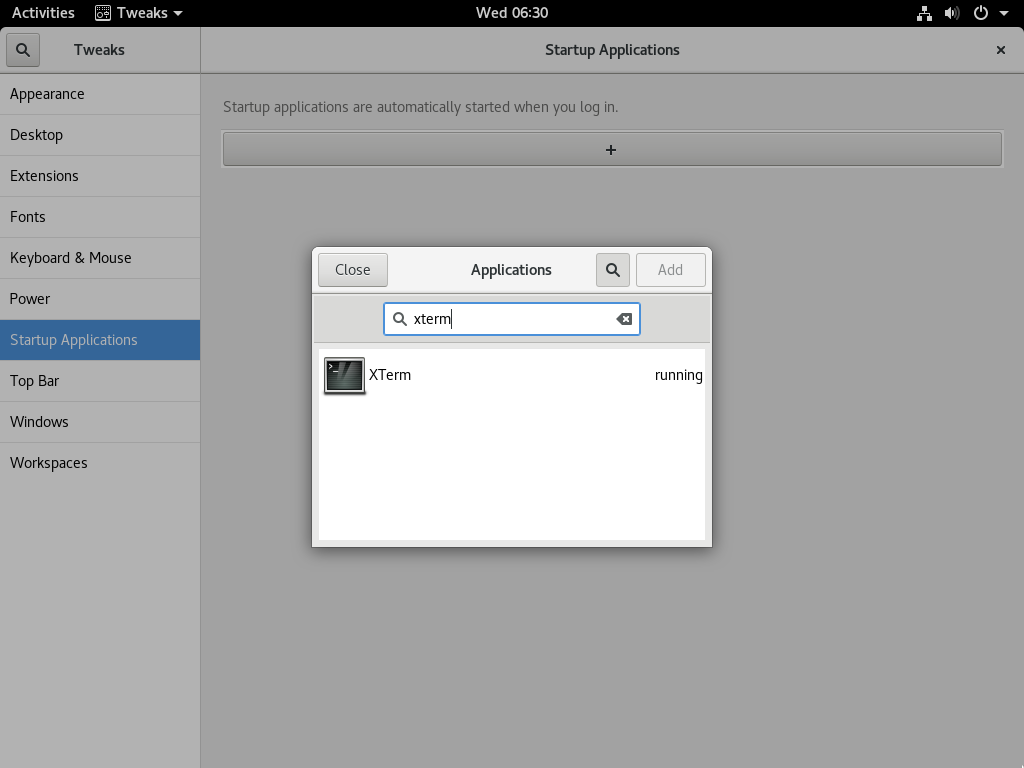 Activities Tweaks Wed 06:30
Tweaks Startup Applications
Appearance
Desktop
Extensions
Fonts
Keyboard & Mouse
Power
Startup Applications
Top Bar
Windows
Workspaces
Startup applications are automatically started when you log in.
+
Close Applications Add
xterm
XTerm running